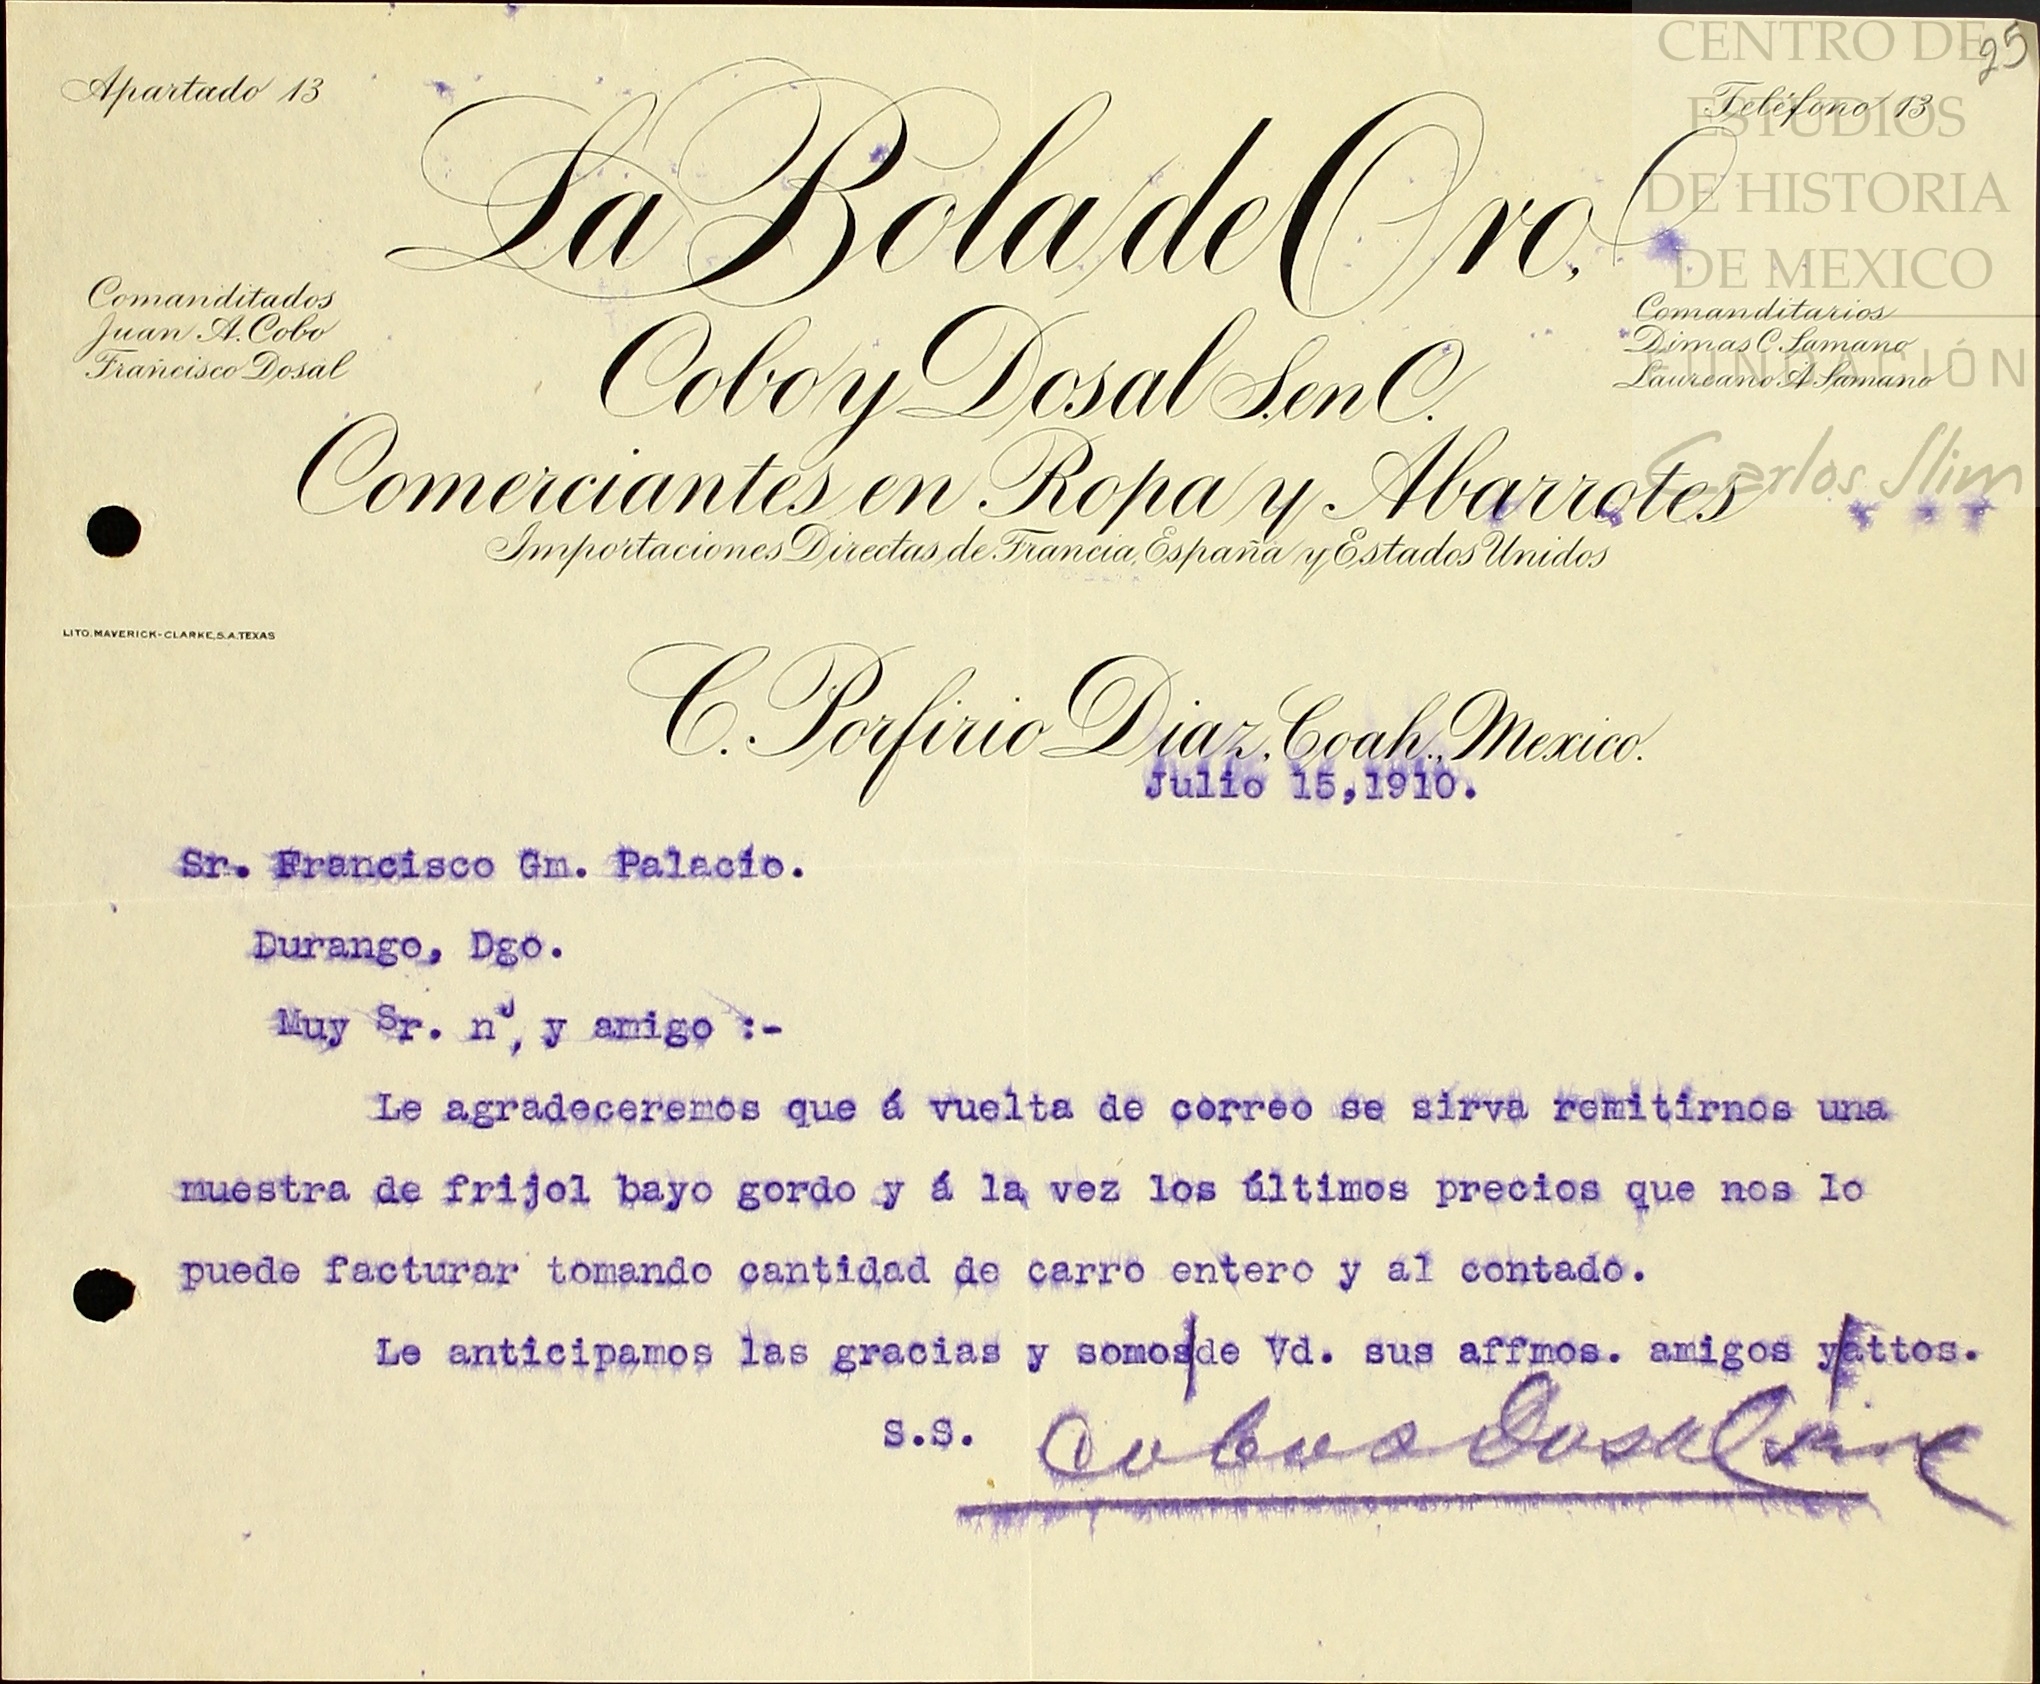 25
Apartado 13
Teléfono 13
La Bola de Oro.
Comanditados
Juan A. Cobo
Francisco Dosal
Comanditarios
Dimas C. Samano
Laureano A. Samano
Cobo y Dosal S. en C.
Comerciantes en Ropa y Abarrotes
Importaciones Directas de Francia, España y Estados Unidos
LITO. MAVERICK-CLARKE, S.A. TEXAS
C. Porfirio Diaz, Coah., Mexico.
Julio 15, 1910.
Sr. Francisco Gm. Palacio.
Durango, Dgo.
Muy Sr. n°, y amigo :-
Le agradeceremos que á vuelta de correo se sirva remitirnos una
muestra de frijol bayo gordo y á la vez los últimos precios que nos lo
puede facturar tomando cantidad de carro entero y al contado.
Le anticipamos las gracias y somos/de Vd. sus affmos. amigos y/attos.
S.S.
Cobo & Dosal S en C
CENTRO DE
ESTUDIOS
DE HISTORIA
DE MEXICO
FUNDACIÓN
Carlos Slim